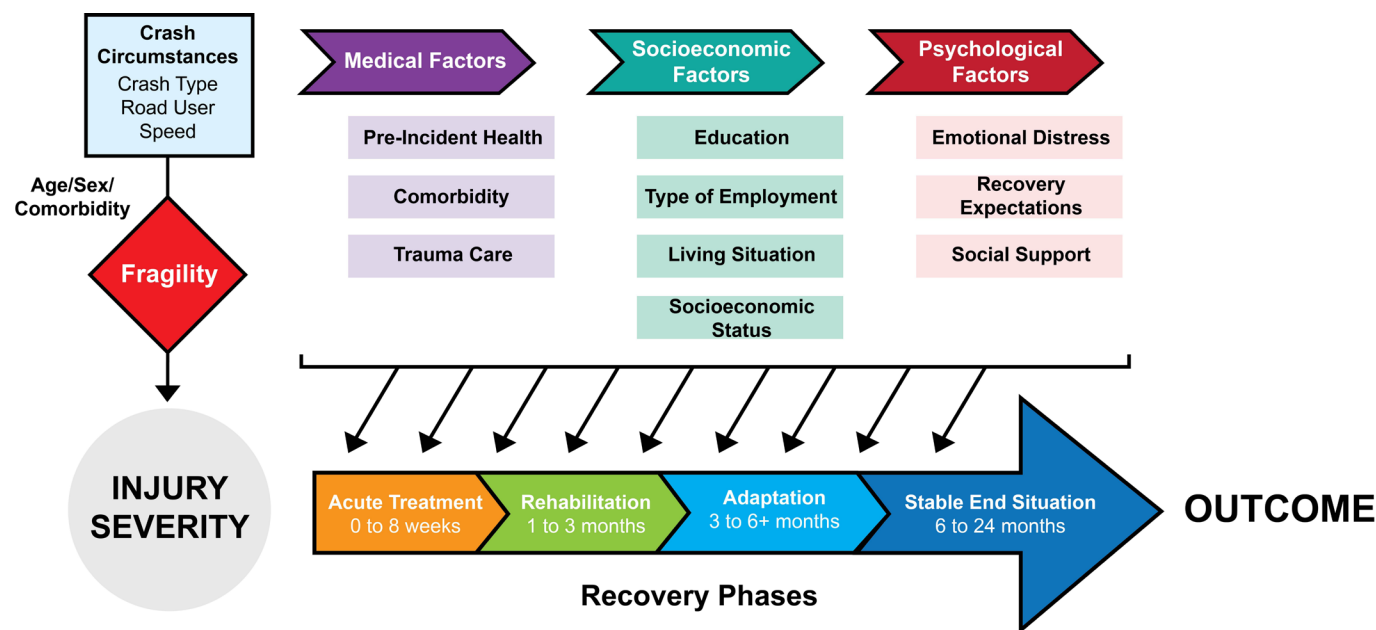 Crash
Circumstances
Crash Type
Road User
Speed
Age/Sex/
Comorbidity
Fragility
INJURY
SEVERITY
Medical Factors
Pre-Incident Health
Comorbidity
Trauma Care
Socioeconomic
Factors
Education
Type of Employment
Living Situation
Socioeconomic
Status
Psychological
Factors
Emotional Distress
Recovery
Expectations
Social Support
Acute Treatment
0 to 8 weeks
Rehabilitation
1 to 3 months
Adaptation
3 to 6+ months
Stable End Situation
6 to 24 months
OUTCOME
Recovery Phases